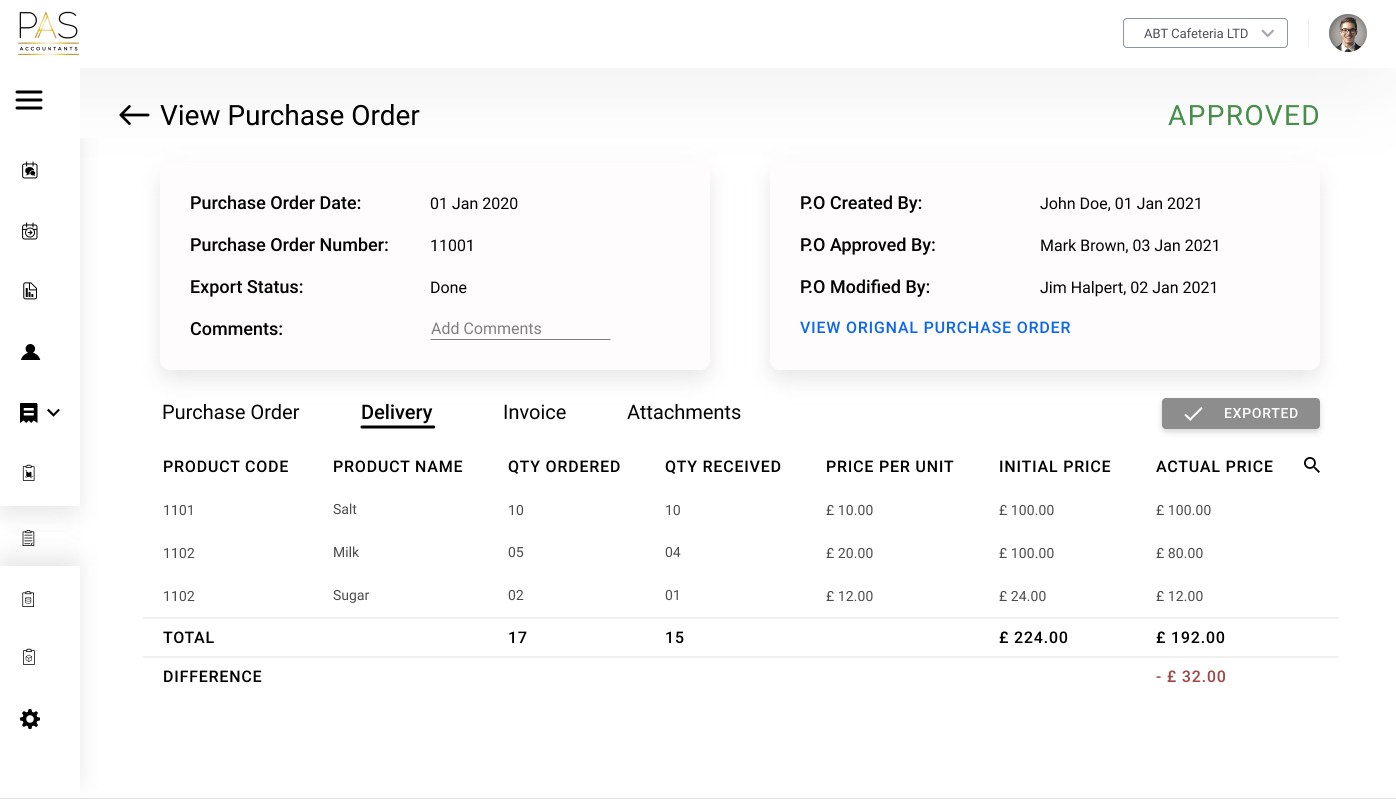 PAS
ACCOUNTANTS
ABT Cafeteria LTD
View Purchase Order
APPROVED
Purchase Order Date: 01 Jan 2020
Purchase Order Number: 11001
Export Status: Done
Comments: Add Comments
P.O Created By: John Doe, 01 Jan 2021
P.O Approved By: Mark Brown, 03 Jan 2021
P.O Modified By: Jim Halpert, 02 Jan 2021
VIEW ORIGNAL PURCHASE ORDER
Purchase Order Delivery Invoice Attachments EXPORTED
PRODUCT CODE PRODUCT NAME QTY ORDERED QTY RECEIVED PRICE PER UNIT INITIAL PRICE ACTUAL PRICE
1101 Salt 10 10 £ 10.00 £ 100.00 £ 100.00
1102 Milk 05 04 £ 20.00 £ 100.00 £ 80.00
1102 Sugar 02 01 £ 12.00 £ 24.00 £ 12.00
TOTAL 17 15 £ 224.00 £ 192.00
DIFFERENCE - £ 32.00